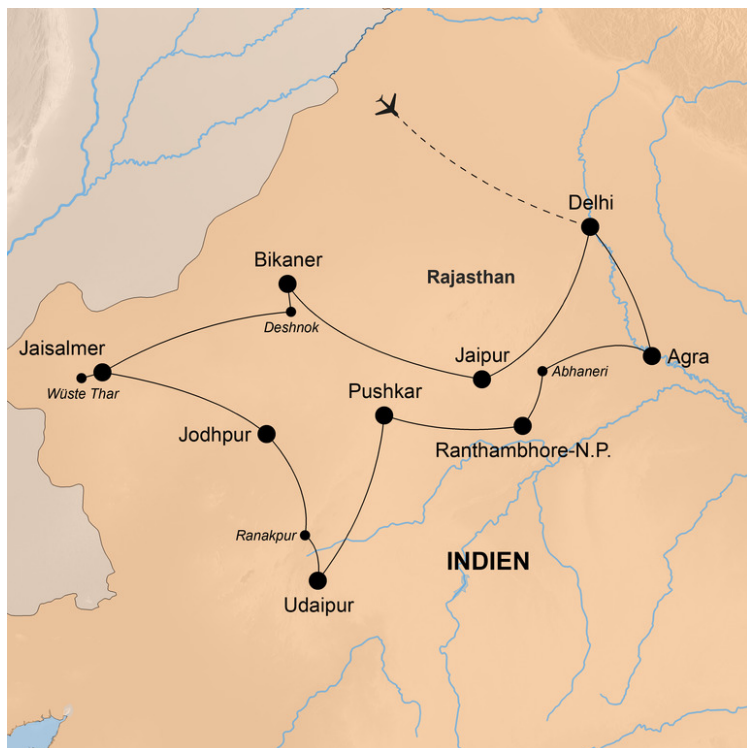 Delhi
Bikaner
Rajasthan
Deshnok
Jaisalmer
Jaipur
Agra
Abhaneri
Wüste Thar
Pushkar
Jodhpur
Ranthambhore-N.P.
Ranakpur
INDIEN
Udaipur